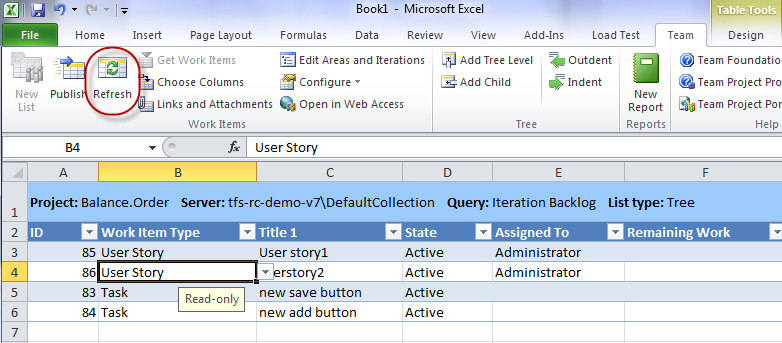 Book1 - Microsoft Excel
Table Tools
File Home Insert Page Layout Formulas Data Review View Add-Ins Load Test Team Design
New List
Publish
Refresh
Get Work Items
Choose Columns
Links and Attachments
Work Items
Edit Areas and Iterations
Configure
Open in Web Access
Add Tree Level
Add Child
Outdent
Indent
Tree
New Report
Reports
Team Foundatio
Team Project Por
Team Project Pro
Help
B4 fx User Story
A B C D E F
1 Project: Balance.Order Server: tfs-rc-demo-v7\DefaultCollection Query: Iteration Backlog List type: Tree
2 ID Work Item Type Title 1 State Assigned To Remaining Work
3 85 User Story User story1 Active Administrator
4 86 User Story erstory2 Active Administrator
5 83 Task new save button Active
Read-only
6 84 Task new add button Active
7